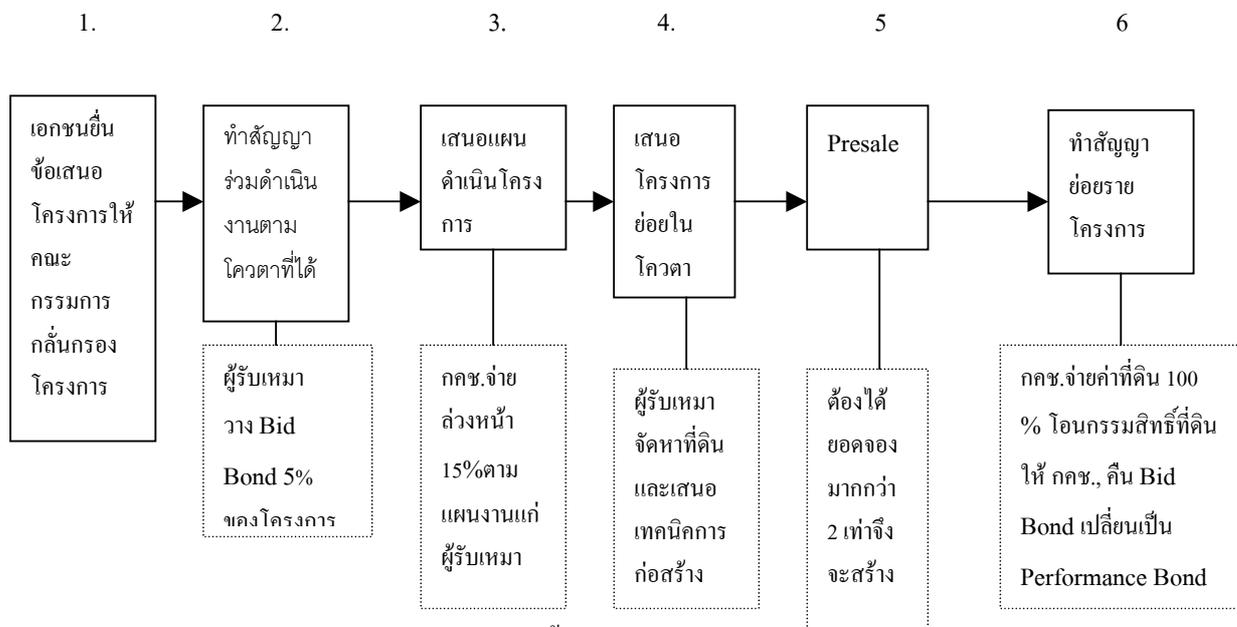 1.
2.
3.
4.
5
6
เอกชนยื่น
ข้อเสนอ
โครงการให้
คณะ
กรรมการ
กลั่นกรอง
โครงการ
ทำสัญญา
ร่วมดำเนิน
งานตาม
โควตาที่ได้
เสนอแผน
ดำเนินโครง
การ
เสนอ
โครงการ
ย่อยใน
โควตา
Presale
ทำสัญญา
ย่อยราย
โครงการ
ผู้รับเหมา
วาง Bid
Bond 5%
ของโครงการ
กคช.จ่าย
ล่วงหน้า
15%ตาม
แผนงานแก่
ผู้รับเหมา
ผู้รับเหมา
จัดหาที่ดิน
และเสนอ
เทคนิคการ
ก่อสร้าง
ต้องได้
ยอดจอง
มากกว่า
2 เท่าจึง
จะสร้าง
กคช.จ่ายค่าที่ดิน 100
% โอนกรรมสิทธิ์ที่ดิน
ให้ กคช., คืน Bid
Bond เปลี่ยนเป็น
Performance Bond